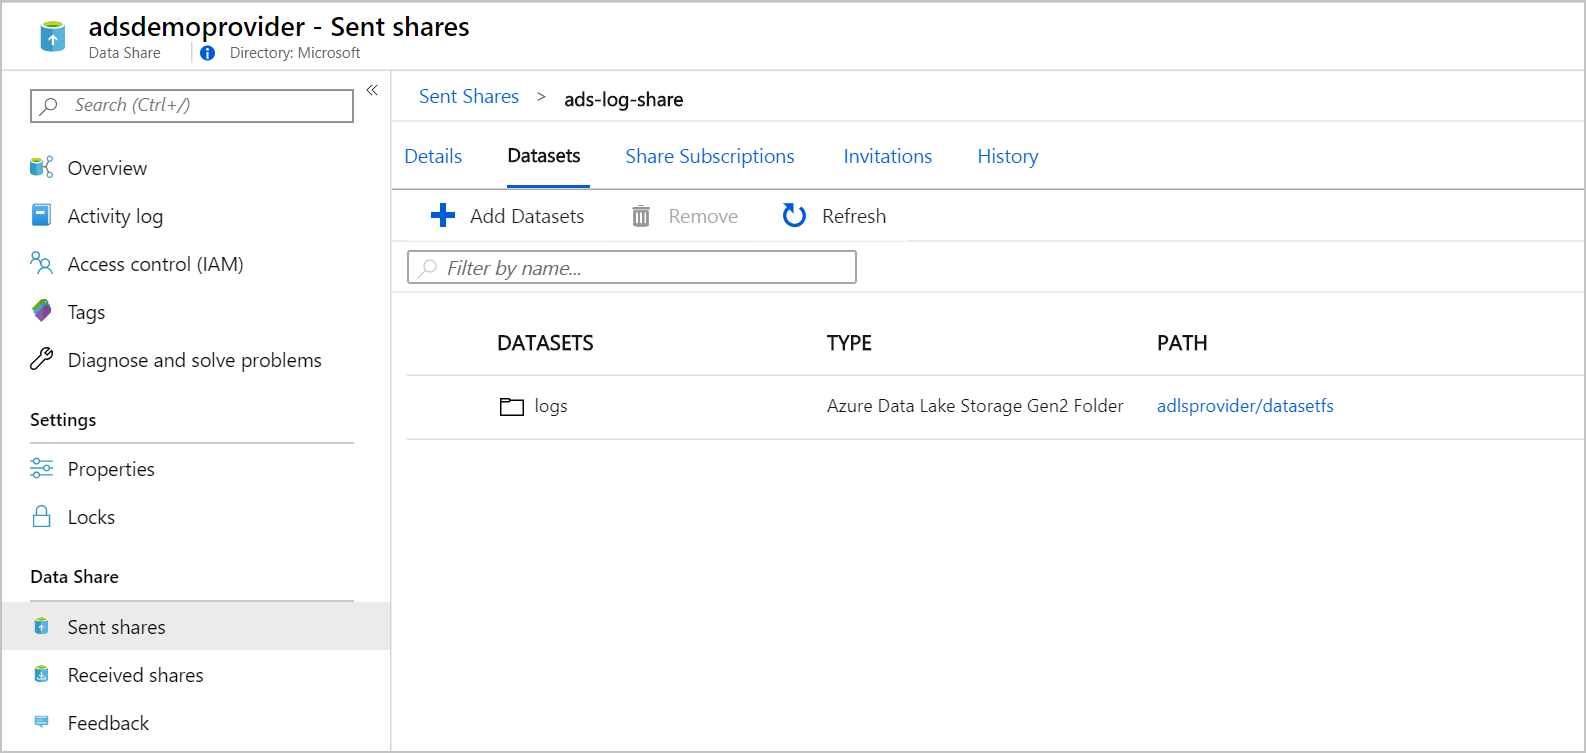 adsdemoprovider - Sent shares
Data Share
Directory: Microsoft
Search (Ctrl+/)
Overview
Activity log
Access control (IAM)
Tags
Diagnose and solve problems
Settings
Properties
Locks
Data Share
Sent shares
Received shares
Feedback
Sent Shares > ads-log-share
Details Datasets Share Subscriptions Invitations History
Add Datasets Remove Refresh
Filter by name...
DATASETS TYPE PATH
logs Azure Data Lake Storage Gen2 Folder adlsprovider/datasetfs